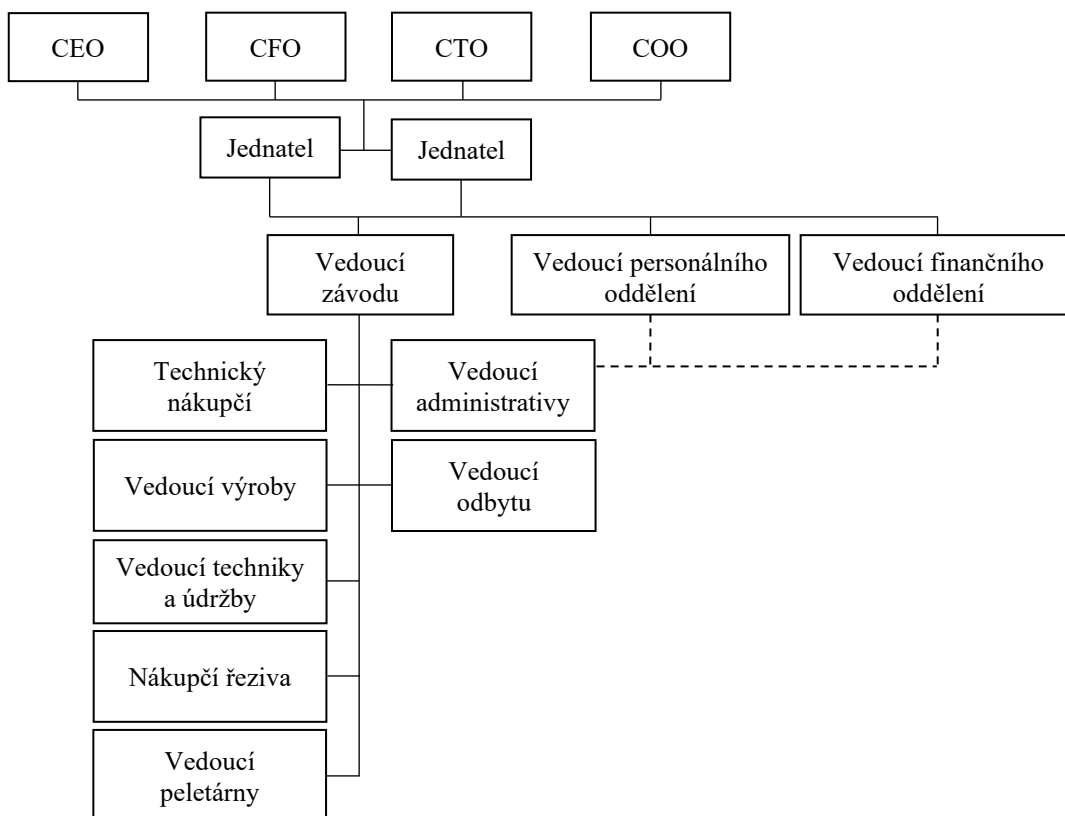 CEO
CFO
CTO
COO
Jednatel
Jednatel
Vedoucí
závodu
Vedoucí personálního
oddělení
Vedoucí finančního
oddělení
Technický
nákupčí
Vedoucí
administrativy
Vedoucí výroby
Vedoucí
odbytu
Vedoucí techniky
a údržby
Nákupčí řeziva
Vedoucí
peletárny